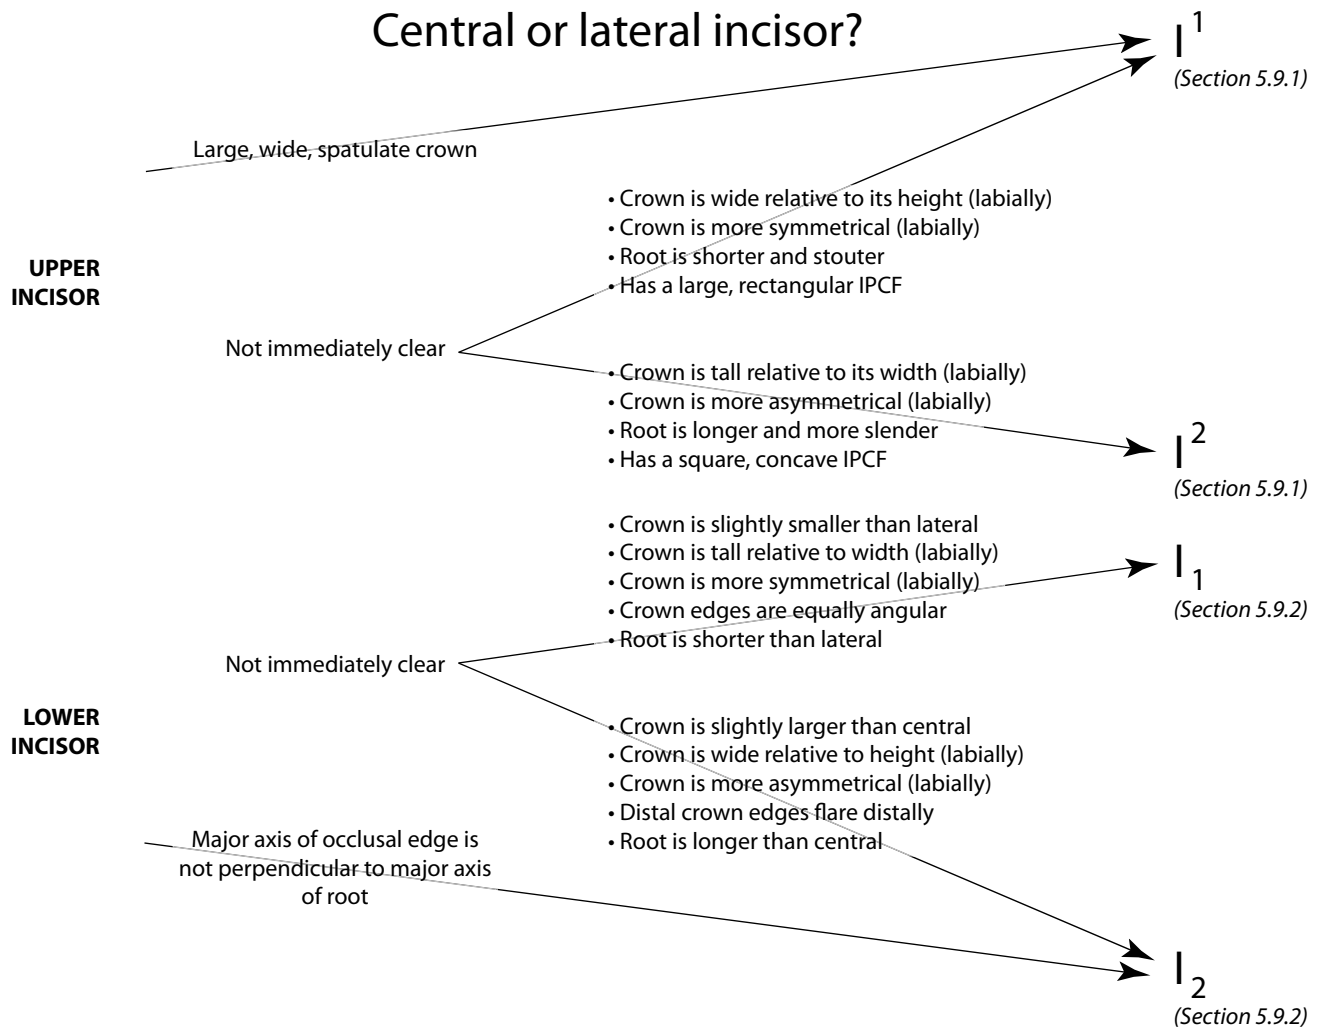 Central or lateral incisor?
I 1
(Section 5.9.1)
Large, wide, spatulate crown
UPPER
INCISOR
• Crown is wide relative to its height (labially)
• Crown is more symmetrical (labially)
• Root is shorter and stouter
• Has a large, rectangular IPCF
Not immediately clear
• Crown is tall relative to its width (labially)
• Crown is more asymmetrical (labially)
• Root is longer and more slender
• Has a square, concave IPCF
I 2
(Section 5.9.1)
• Crown is slightly smaller than lateral
• Crown is tall relative to width (labially)
• Crown is more symmetrical (labially)
• Crown edges are equally angular
• Root is shorter than lateral
I 1
(Section 5.9.2)
Not immediately clear
LOWER
INCISOR
• Crown is slightly larger than central
• Crown is wide relative to height (labially)
• Crown is more asymmetrical (labially)
• Distal crown edges flare distally
• Root is longer than central
Major axis of occlusal edge is
not perpendicular to major axis
of root
I 2
(Section 5.9.2)